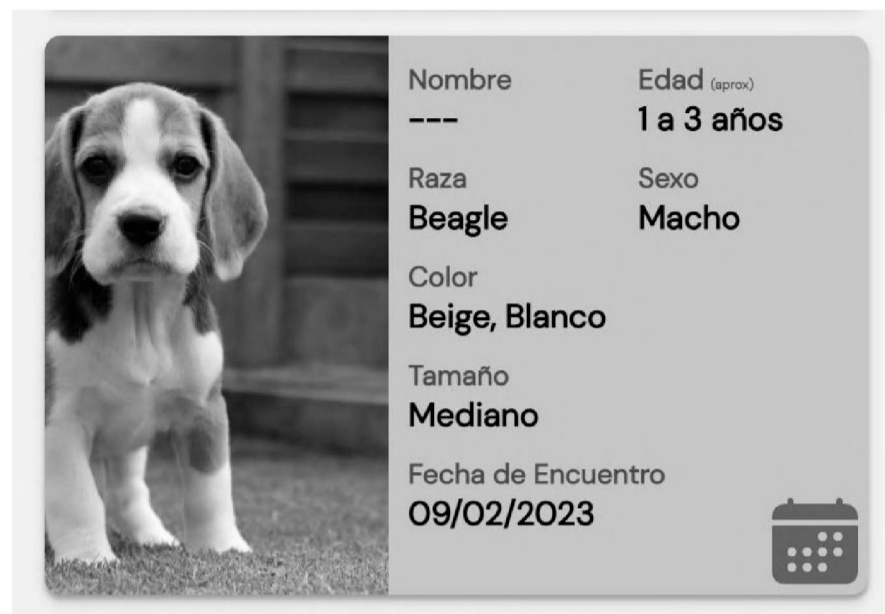 Nombre
---
Edad (aprox)
1 a 3 años
Raza
Beagle
Sexo
Macho
Color
Beige, Blanco
Tamaño
Mediano
Fecha de Encuentro
09/02/2023